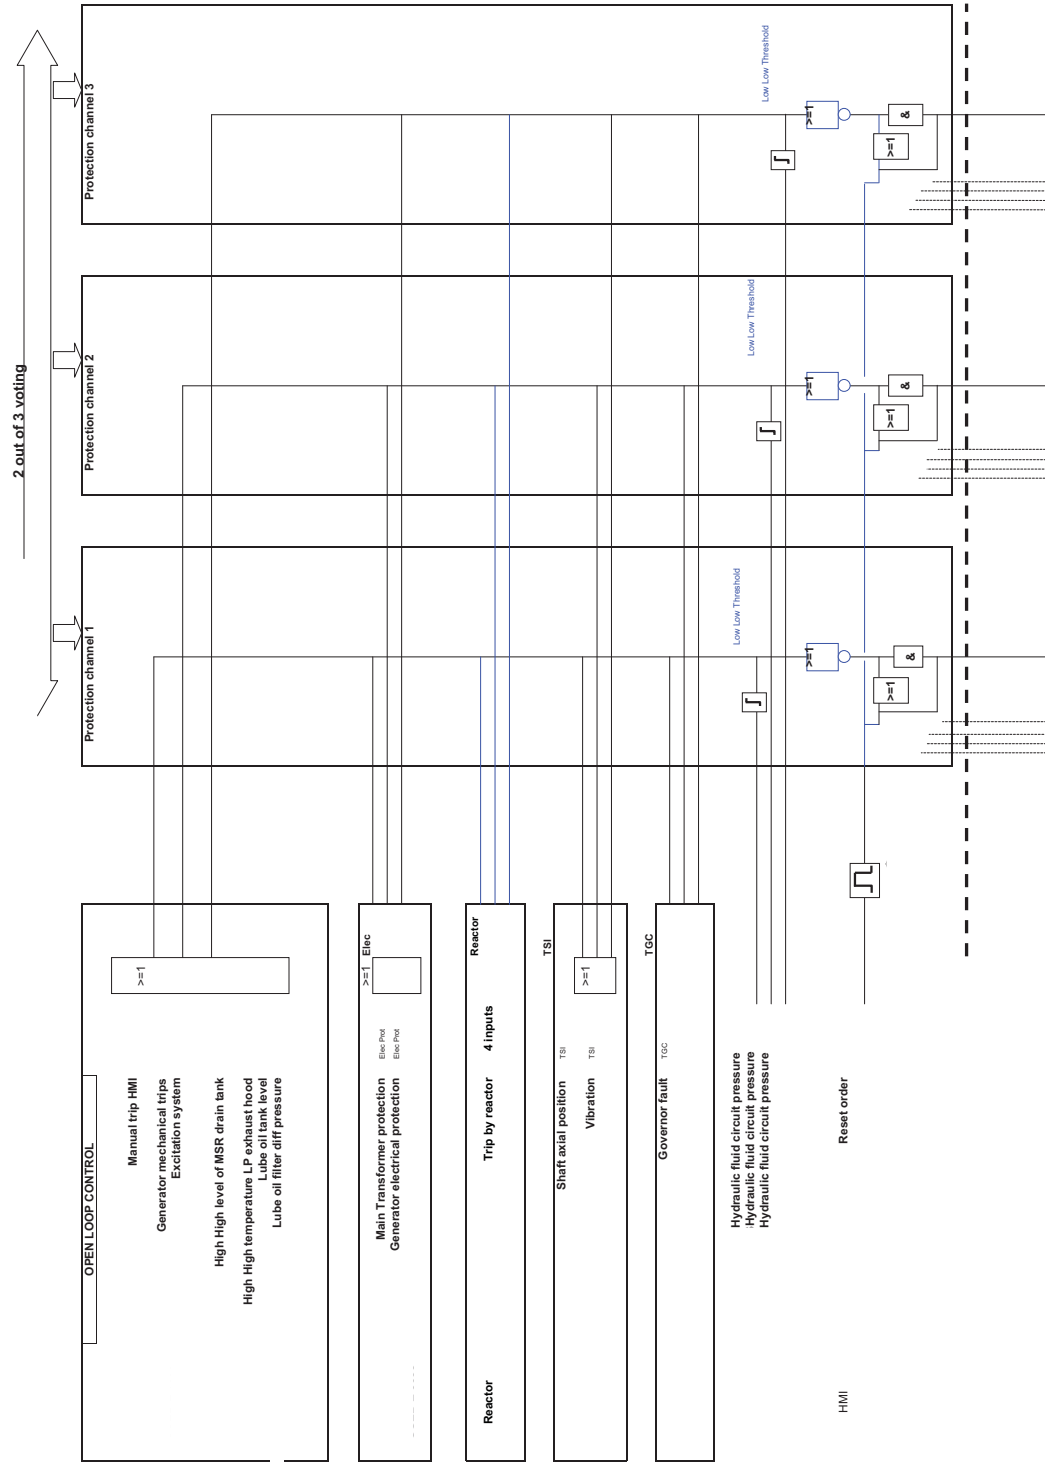 OPEN LOOP CONTROL
Manual trip HMI
Generator mechanical trips
Excitation system
High High level of MSR drain tank
High High temperature LP exhaust hood
Lube oil tank level
Lube oil filter diff pressure
>=1
Main Transformer protection
Generator electrical protection
Elec Prot
Elec Prot
>=1
Elec
Reactor
Trip by reactor
4 inputs
Reactor
Shaft axial position
TSI
Vibration
TSI
>=1
TSI
Governor fault
TGC
TGC
Hydraulic fluid circuit pressure
Hydraulic fluid circuit pressure
Hydraulic fluid circuit pressure
HMI
Reset order
2 out of 3 voting
Protection channel 1
Low Low Threshold
>=1
>=1
&
Protection channel 2
Low Low Threshold
>=1
>=1
&
Protection channel 3
Low Low Threshold
>=1
>=1
&